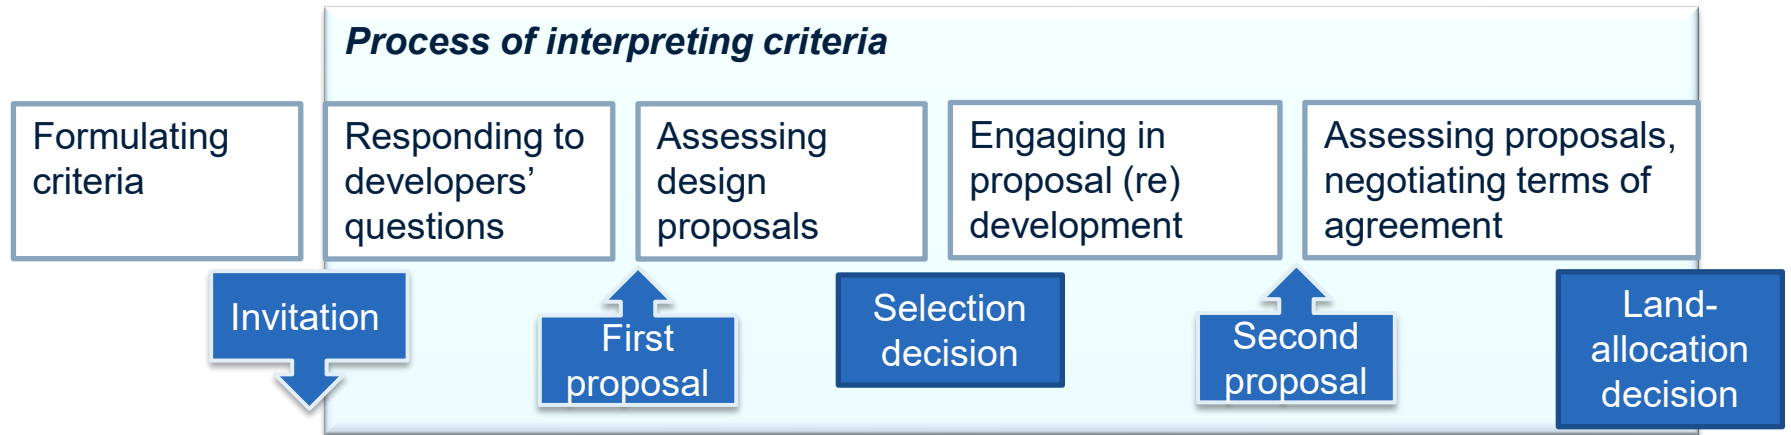 Process of interpreting criteria
Formulating
criteria
Responding to
developers’
questions
Assessing
design
proposals
Engaging in
proposal (re)
development
Assessing proposals,
negotiating terms of
agreement
Invitation
First
proposal
Selection
decision
Second
proposal
Land-
allocation
decision